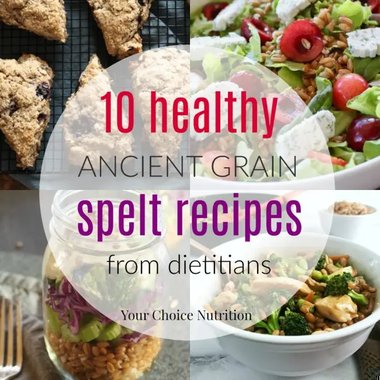 10 healthy
ANCIENT GRAIN
spelt recipes
from dietitians
Your Choice Nutrition